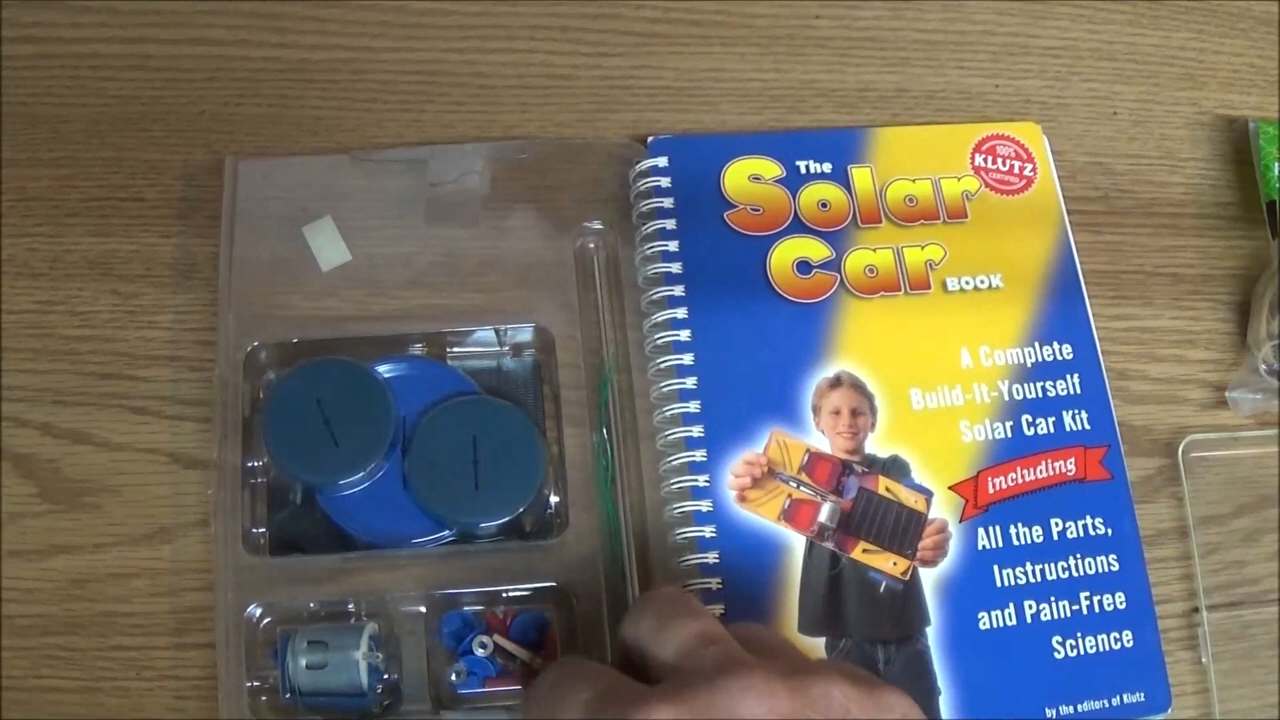 The
Solar
Car
BOOK
100%
KLUTZ
CERTIFIED
A Complete
Build-It-Yourself
Solar Car Kit
including
All the Parts,
Instructions
and Pain-Free
Science
by the editors of Klutz